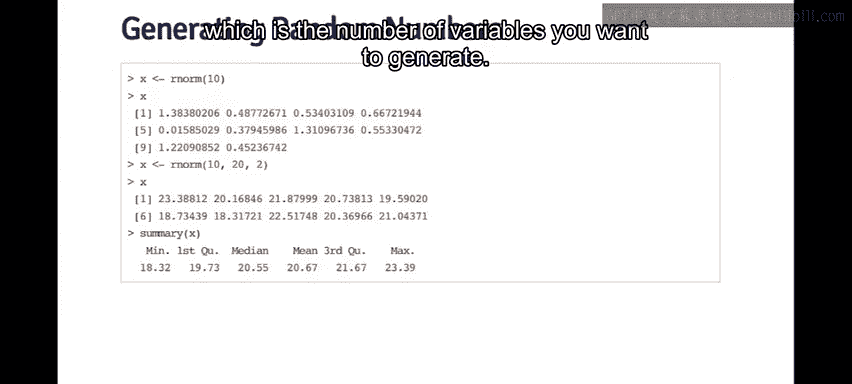 Generating Random Numbers
which is the number of variables you want
to generate.
> x <- rnorm(10)
> x
[1] 1.38380206 0.48772671 0.53403109 0.66721944
[5] 0.01585029 0.37945986 1.31096736 0.55330472
[9] 1.22090852 0.45236742
> x <- rnorm(10, 20, 2)
> x
[1] 23.38812 20.16846 21.87999 20.73813 19.59020
[6] 18.73439 18.31721 22.51748 20.36966 21.04371
> summary(x)
Min. 1st Qu. Median Mean 3rd Qu. Max.
18.32 19.73 20.55 20.67 21.67 23.39